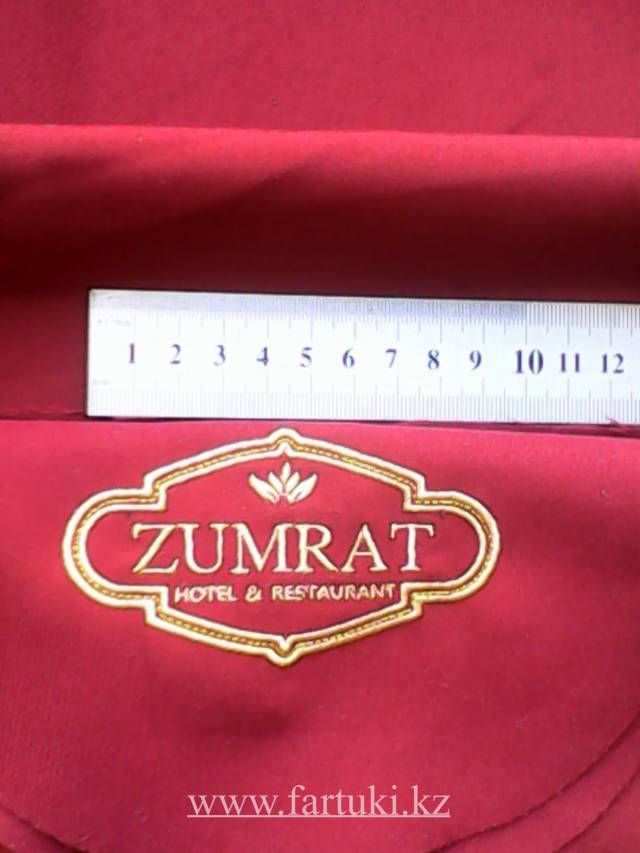 1 2 3 4 5 6 7 8 9 10 11 12
ZUMRAT
HOTEL & RESTAURANT
www.fartuki.kz